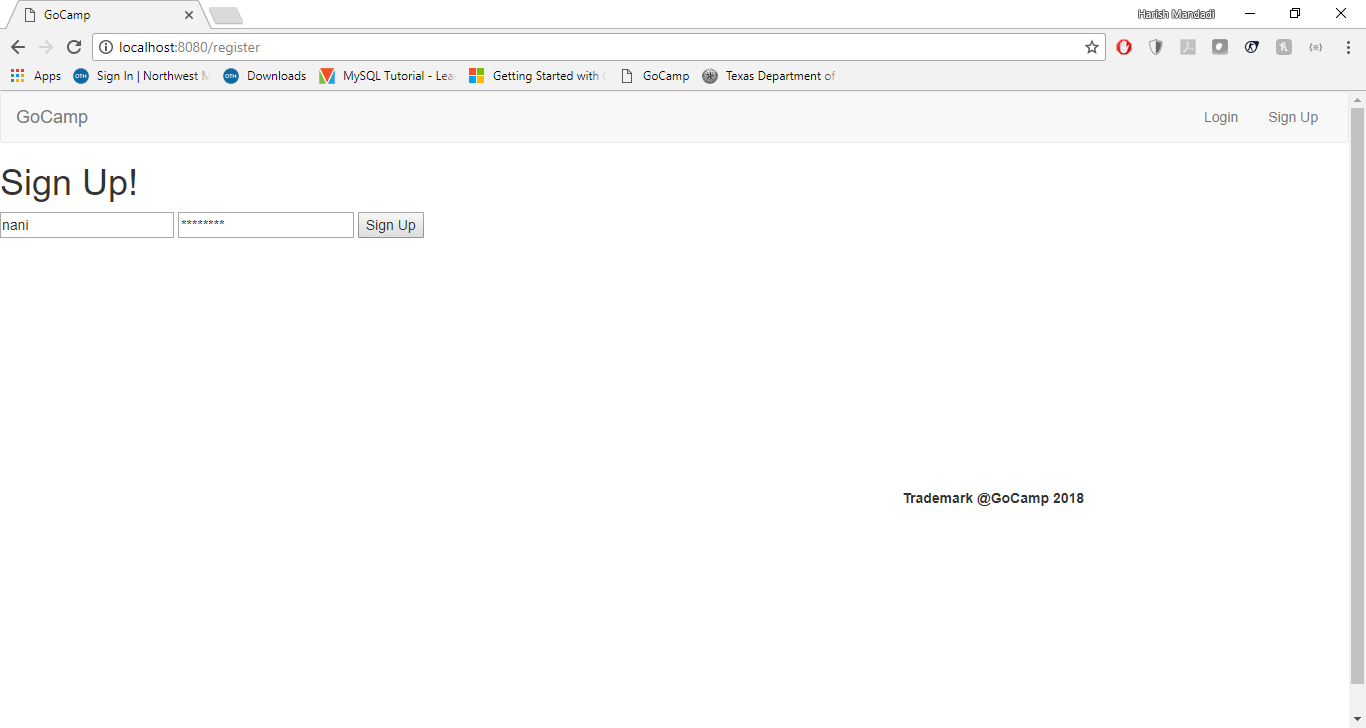 GoCamp
Harish Mandadi
localhost:8080/register
Apps Sign In | Northwest Downloads MySQL Tutorial - Lea Getting Started with GoCamp Texas Department of
GoCamp Login Sign Up
Sign Up!
nani ******** Sign Up
Trademark @GoCamp 2018